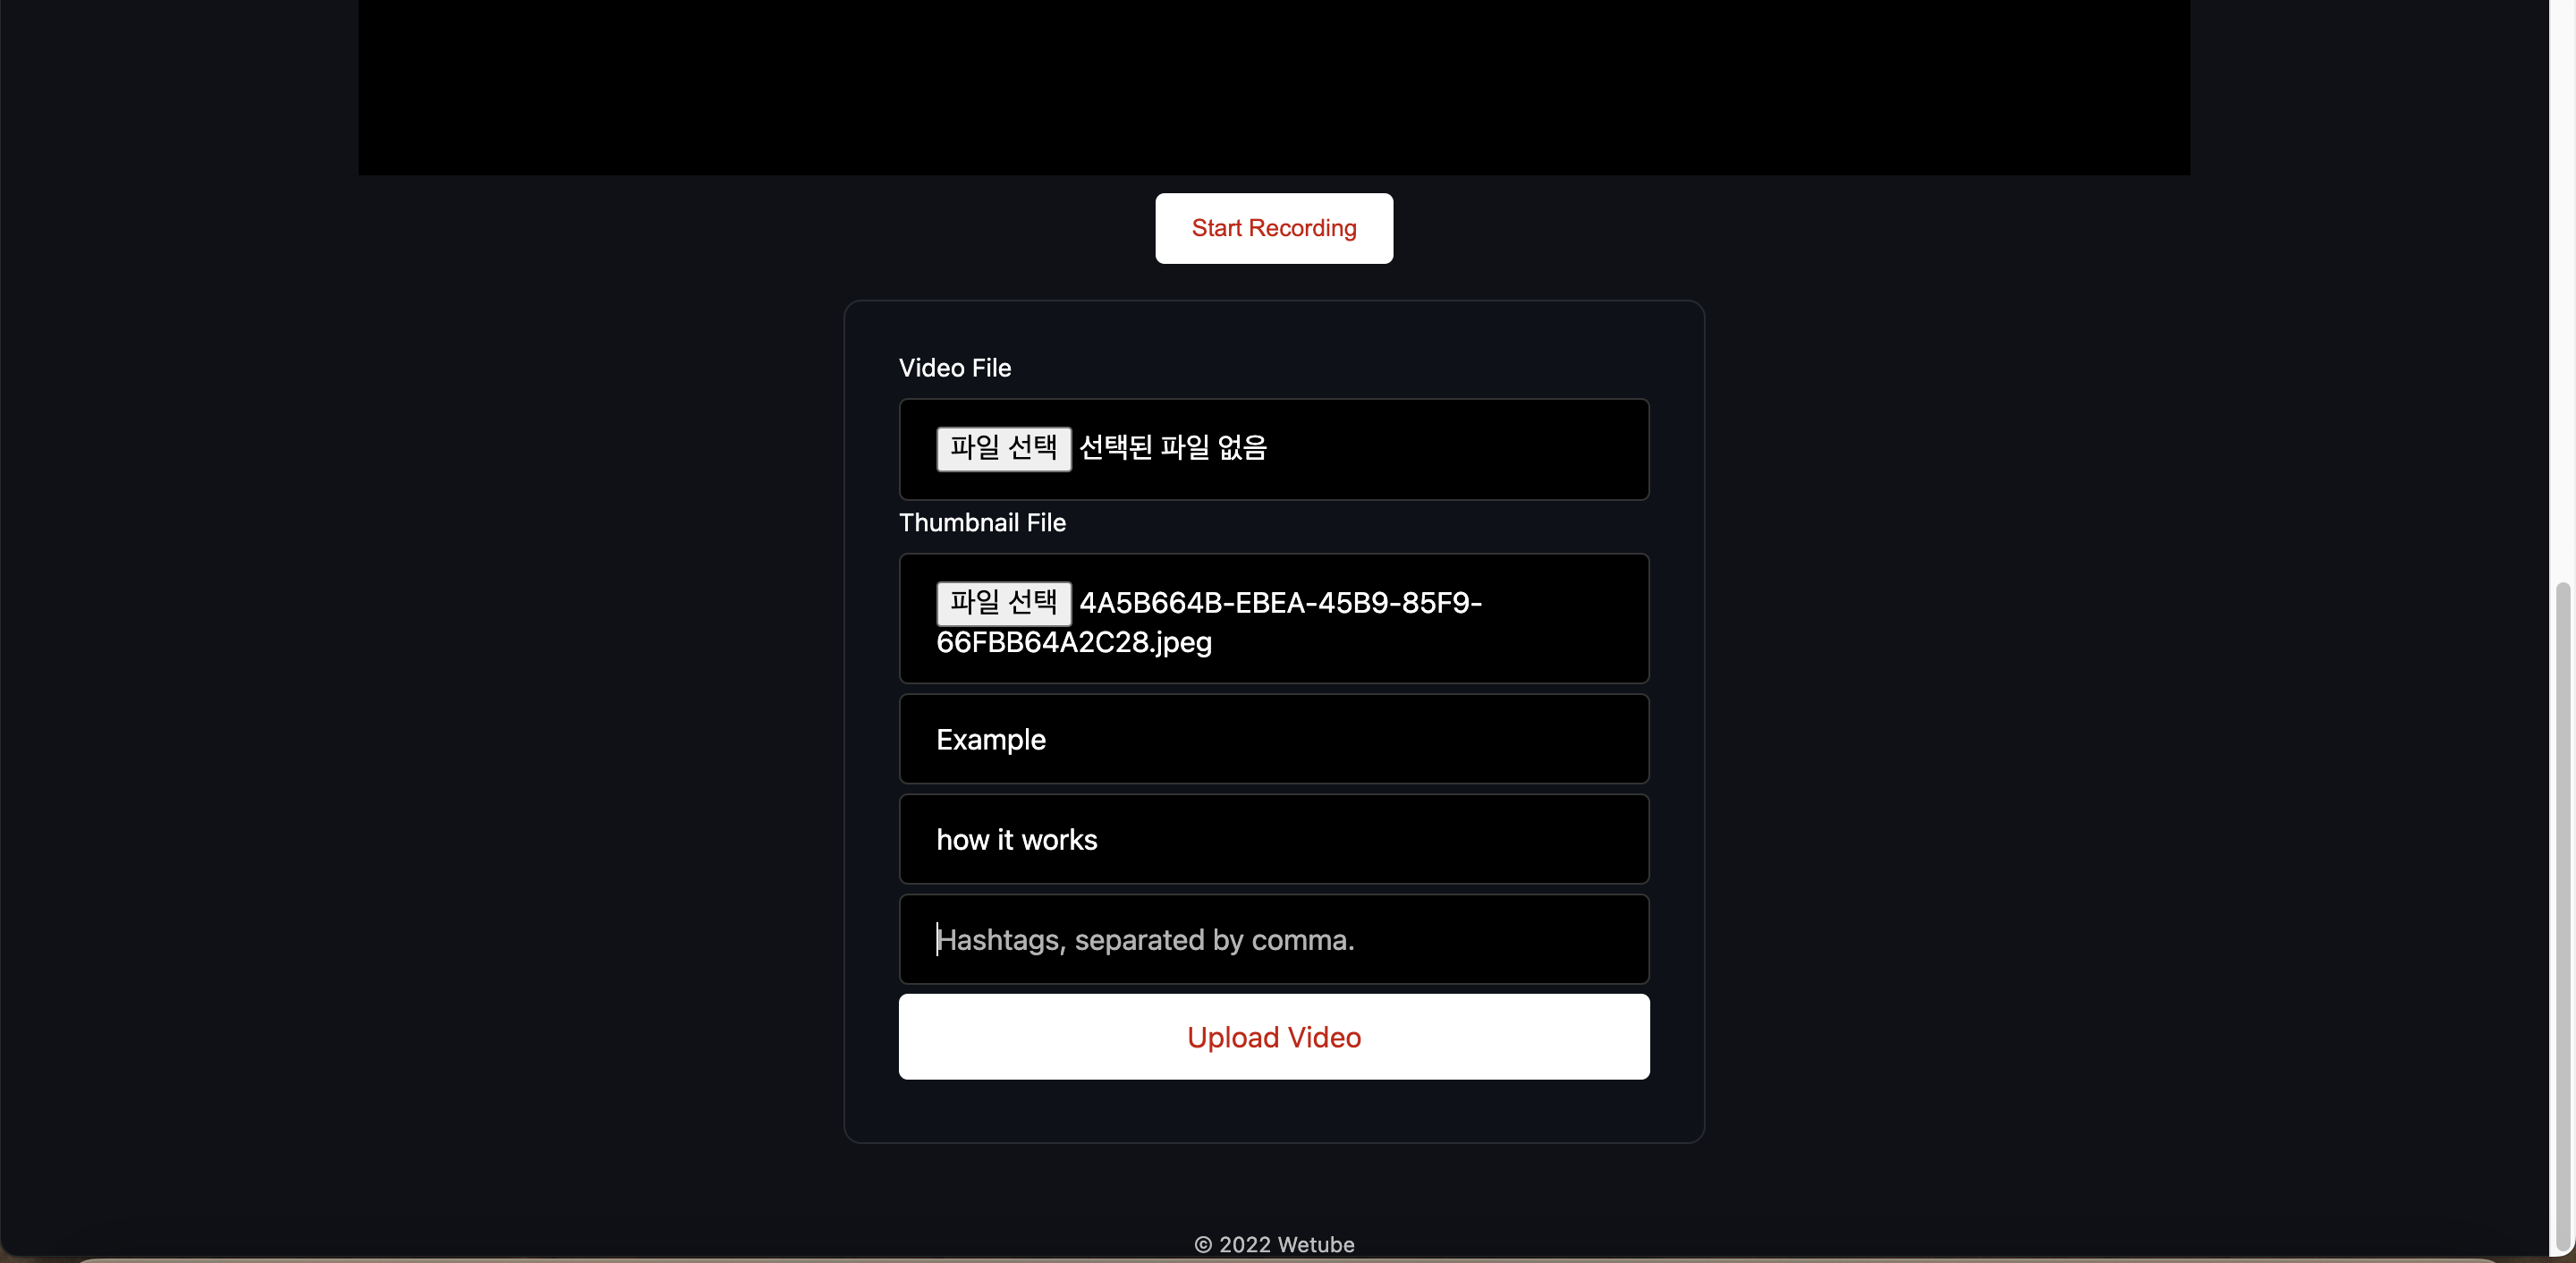 Start Recording
Video File
파일 선택 선택된 파일 없음
Thumbnail File
파일 선택 4A5B664B-EBEA-45B9-85F9-
66FBB64A2C28.jpeg
Example
how it works
Hashtags, separated by comma.
Upload Video
© 2022 Wetube